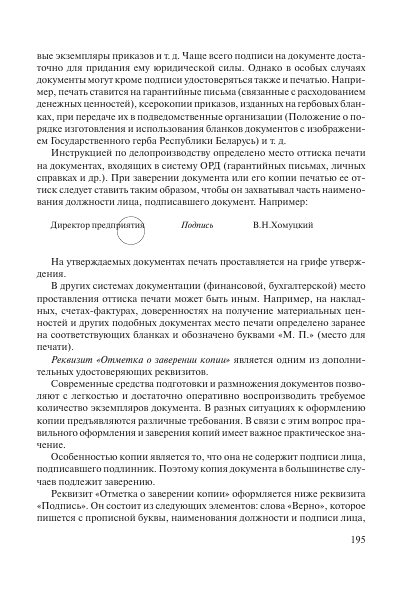 вые экземпляры приказов и т. д. Чаще всего подписи на документе доста-
точно для придания ему юридической силы. Однако в особых случаях
документы могут кроме подписи удостоверяться также и печатью. Напри-
мер, печать ставится на гарантийные письма (связанные с расходованием
денежных ценностей), ксерокопии приказов, изданных на гербовых блан-
ках, при передаче их в подведомственные организации (Положение о по-
рядке изготовления и использования бланков документов с изображени-
ем Государственного герба Республики Беларусь) и т. д.
Инструкцией по делопроизводству определено место оттиска печати
на документах, входящих в систему ОРД (гарантийных письмах, личных
справках и др.). При заверении документа или его копии печатью ее от-
тиск следует ставить таким образом, чтобы он захватывал часть наимено-
вания должности лица, подписавшего документ. Например:
Директор предприятия Подпись В.Н.Хомуцкий
На утверждаемых документах печать проставляется на грифе утверж-
дения.
В других системах документации (финансовой, бухгалтерской) место
проставления оттиска печати может быть иным. Например, на наклад-
ных, счетах-фактурах, доверенностях на получение материальных цен-
ностей и других подобных документах место печати определено заранее
на соответствующих бланках и обозначено буквами «М. П.» (место для
печати).
Реквизит «Отметка о заверении копии» является одним из дополни-
тельных удостоверяющих реквизитов.
Современные средства подготовки и размножения документов позво-
ляют с легкостью и достаточно оперативно воспроизводить требуемое
количество экземпляров документа. В разных ситуациях к оформлению
копии предъявляются различные требования. В связи с этим вопрос пра-
вильного оформления и заверения копий имеет важное практическое зна-
чение.
Особенностью копии является то, что она не содержит подписи лица,
подписавшего подлинник. Поэтому копия документа в большинстве слу-
чаев подлежит заверению.
Реквизит «Отметка о заверении копии» оформляется ниже реквизита
«Подпись». Он состоит из следующих элементов: слова «Верно», которое
пишется с прописной буквы, наименования должности и подписи лица,
195